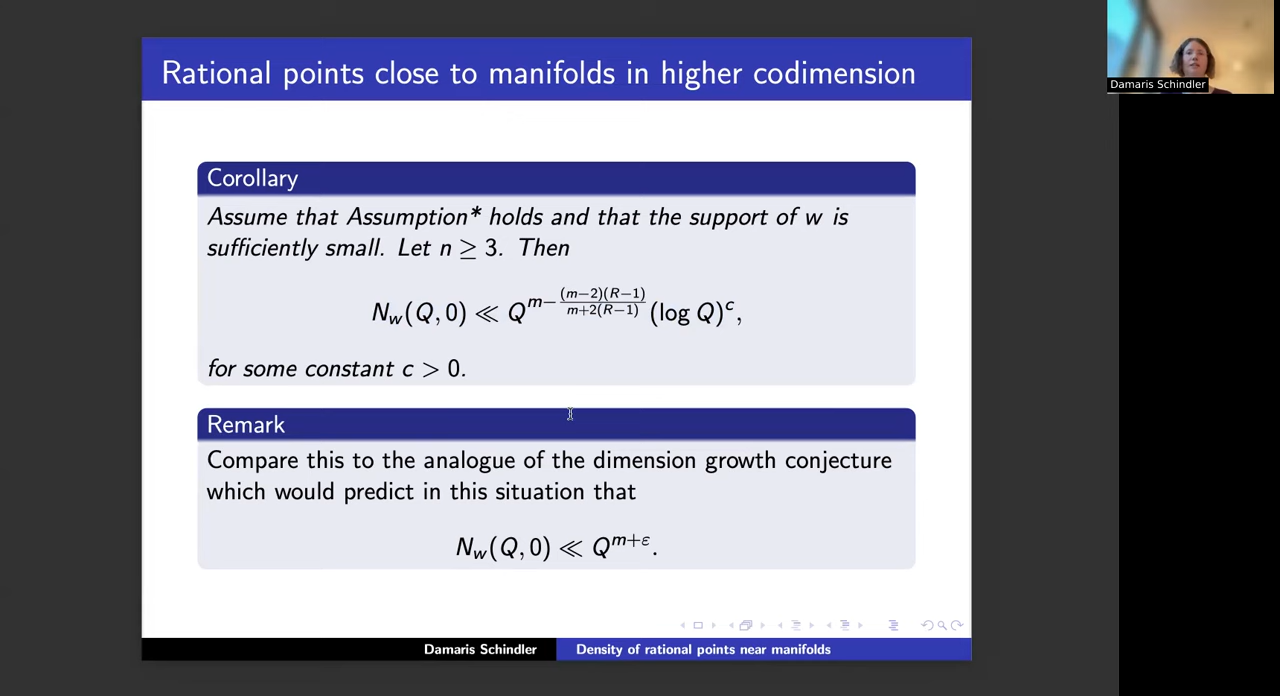 Rational points close to manifolds in higher codimension
Damaris Schindler
Corollary
Assume that Assumption* holds and that the support of w is
sufficiently small. Let n ≥ 3. Then
N_w(Q, 0) ≪ Q^{m−\frac{(m−2)(R−1)}{m+2(R−1)}}(log Q)^c,
for some constant c > 0.
Remark
Compare this to the analogue of the dimension growth conjecture
which would predict in this situation that
N_w(Q, 0) ≪ Q^{m+ε}.
Damaris Schindler
Density of rational points near manifolds